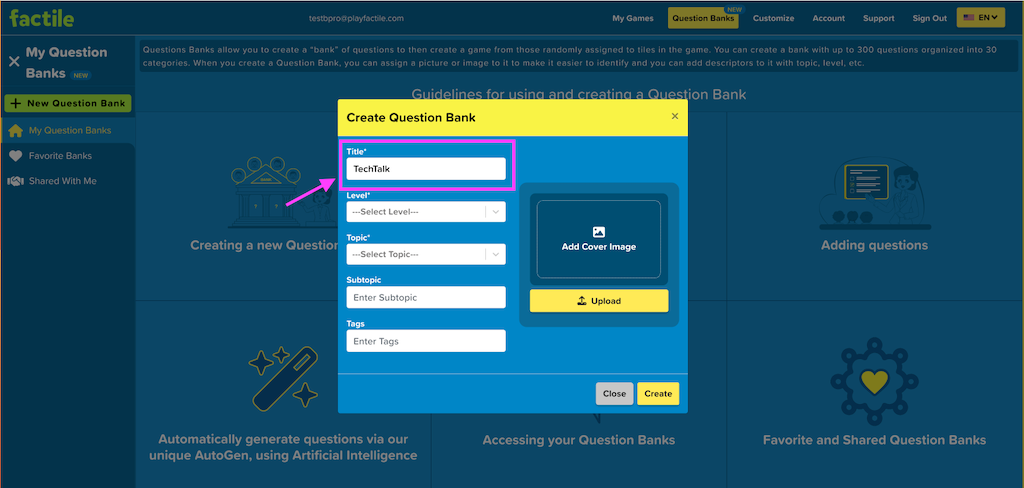 factile
testbpro@playfactile.com
My Games
Question Banks
NEW
Customize
Account
Support
Sign Out
EN
My Question
Banks NEW
+ New Question Bank
My Question Banks
Favorite Banks
Shared With Me
Questions Banks allow you to create a "bank" of questions to then create a game from those randomly assigned to tiles in the game. You can create a bank with up to 300 questions organized into 30
categories. When you create a Question Bank, you can assign a picture or image to it to make it easier to identify and you can add descriptors to it with topic, level, etc.
Guidelines for using and creating a Question Bank
Create Question Bank
×
Title*
TechTalk
Level*
---Select Level---
Topic*
---Select Topic---
Subtopic
Enter Subtopic
Tags
Enter Tags
Add Cover Image
Upload
Close
Create
Creating a new Question
Adding questions
Automatically generate questions via our
unique AutoGen, using Artificial Intelligence
Accessing your Question Banks
Favorite and Shared Question Banks